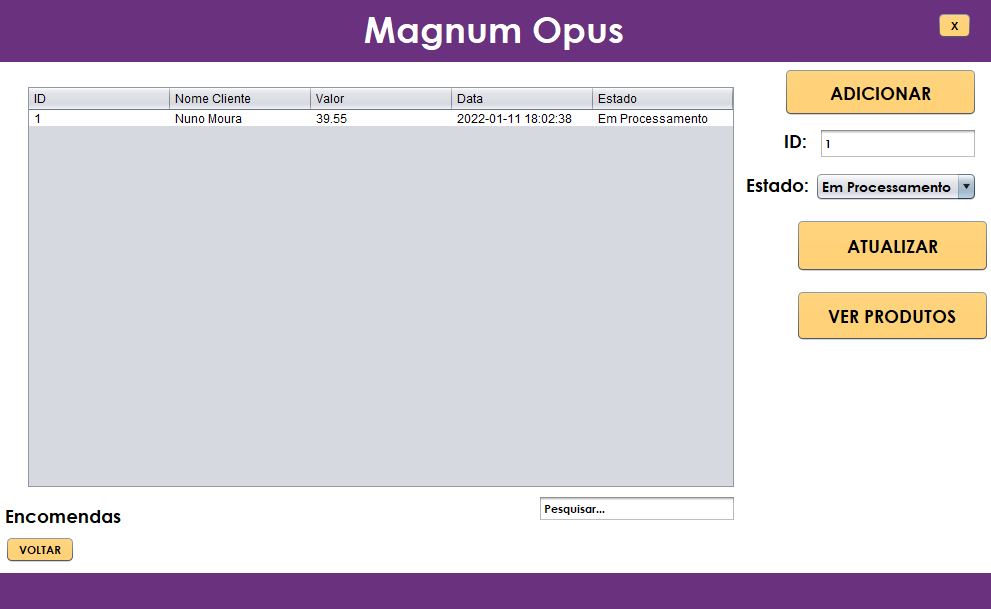 Magnum Opus
X
ID Nome Cliente Valor Data Estado
1 Nuno Moura 39.55 2022-01-11 18:02:38 Em Processamento
ADICIONAR
ID: 1
Estado: Em Processamento
ATUALIZAR
VER PRODUTOS
Pesquisar...
Encomendas
VOLTAR